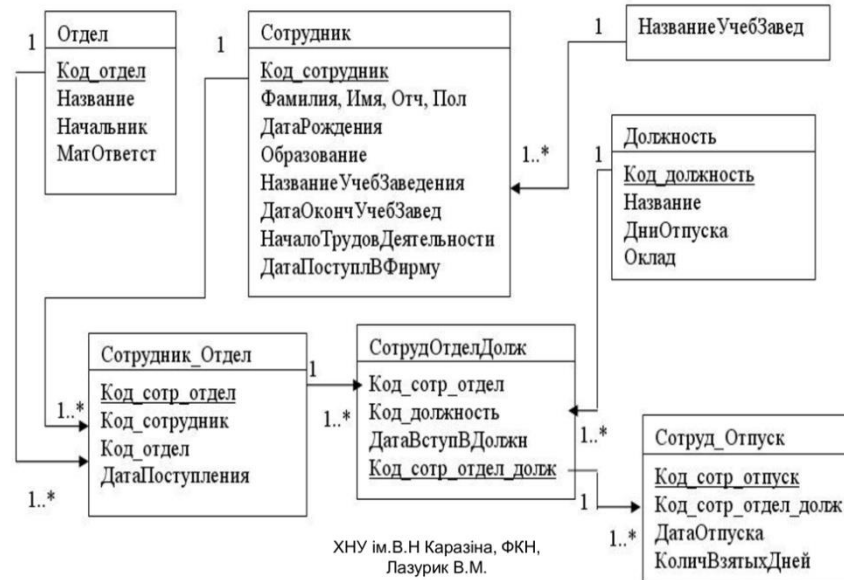 1
Отдел
Код_отдел
Название
Начальник
МатОтветст
1
Сотрудник
Код_сотрудник
Фамилия, Имя, Отч, Пол
ДатаРождения
Образование
НазваниеУчебЗаведения
ДатаОкончУчебЗавед
НачалоТрудовДеятельности
ДатаПоступлВФирму
1
НазваниеУчебЗавед
1..*
1
Должность
Код_должность
Название
ДниОтпуска
Оклад
Сотрудник_Отдел
Код_сотр_отдел
Код_сотрудник
Код_отдел
ДатаПоступления
1..*
1..*
1
1..*
СотрудОтделДолж
Код_сотр_отдел
Код_должность
ДатаВступВДолжн
Код_сотр_отдел_долж
1..*
1
1..*
Сотруд_Отпуск
Код_сотр_отпуск
Код_сотр_отдел_долж
ДатаОтпуска
КоличВзятыхДней
ХНУ ім.В.Н Каразіна, ФКН,
Лазурик В.М.